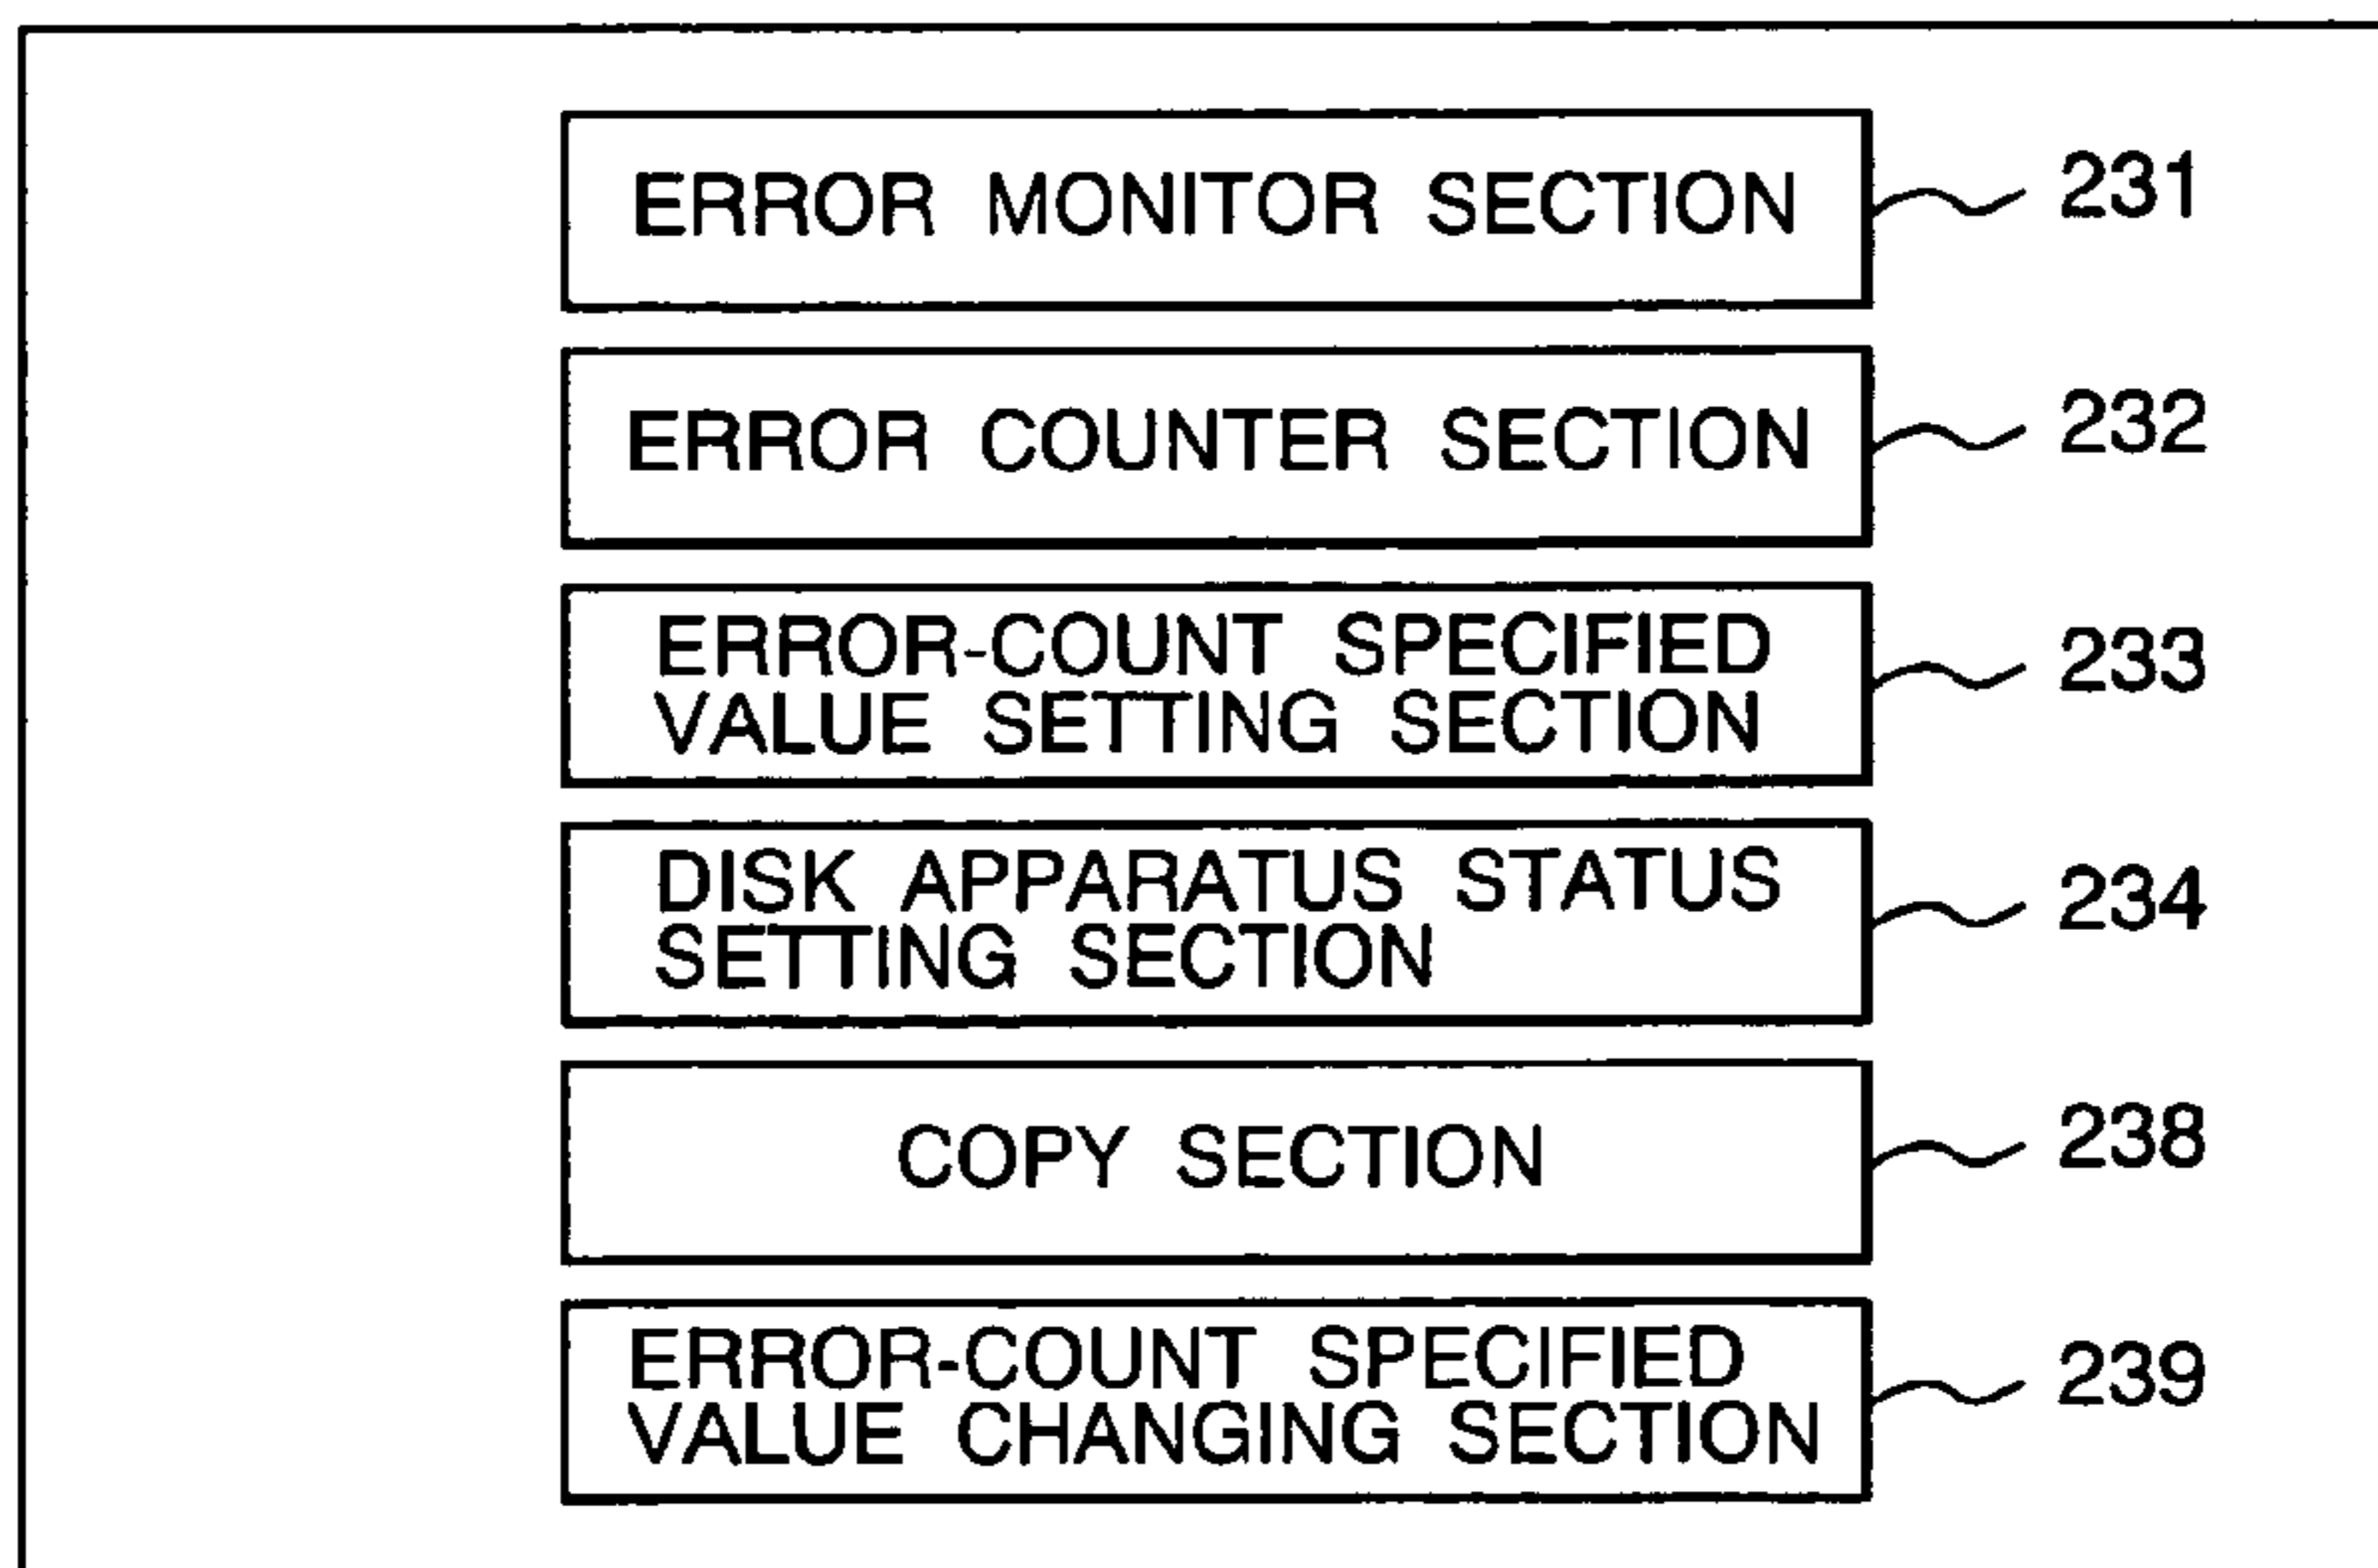 ERROR MONITOR SECTION 231
ERROR COUNTER SECTION 232
ERROR-COUNT SPECIFIED
VALUE SETTING SECTION 233
DISK APPARATUS STATUS
SETTING SECTION 234
COPY SECTION 238
ERROR-COUNT SPECIFIED
VALUE CHANGING SECTION 239